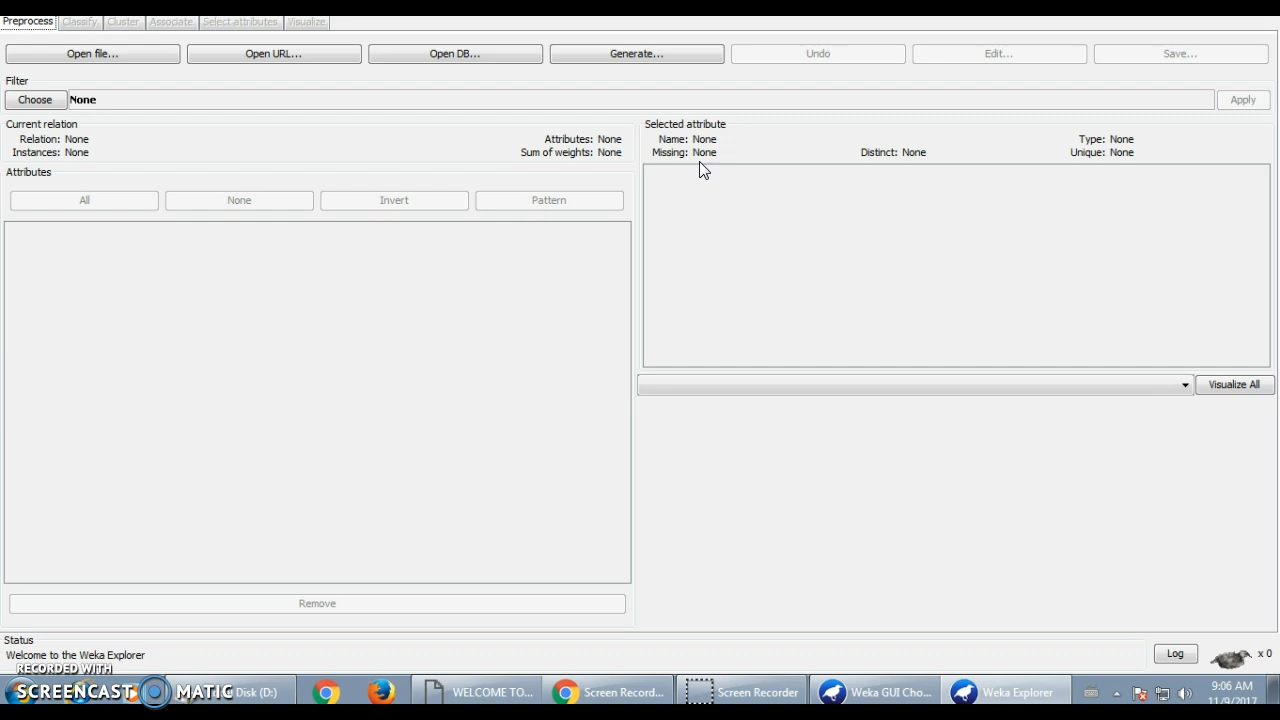 Preprocess Classify Cluster Associate Select attributes Visualize
Open file... Open URL... Open DB... Generate... Undo Edit... Save...
Filter
Choose None Apply
Current relation
Relation: None Attributes: None
Instances: None Sum of weights: None
Selected attribute
Name: None Type: None
Missing: None Distinct: None Unique: None
Attributes
All None Invert Pattern
Visualize All
Remove
Status
Welcome to the Weka Explorer
Log x 0
RECORDED WITH
SCREENCAST MATIC
Disk (D:) WELCOME TO... Screen Record... Screen Recorder Weka GUI Cho... Weka Explorer
9:06 AM
11/9/2017